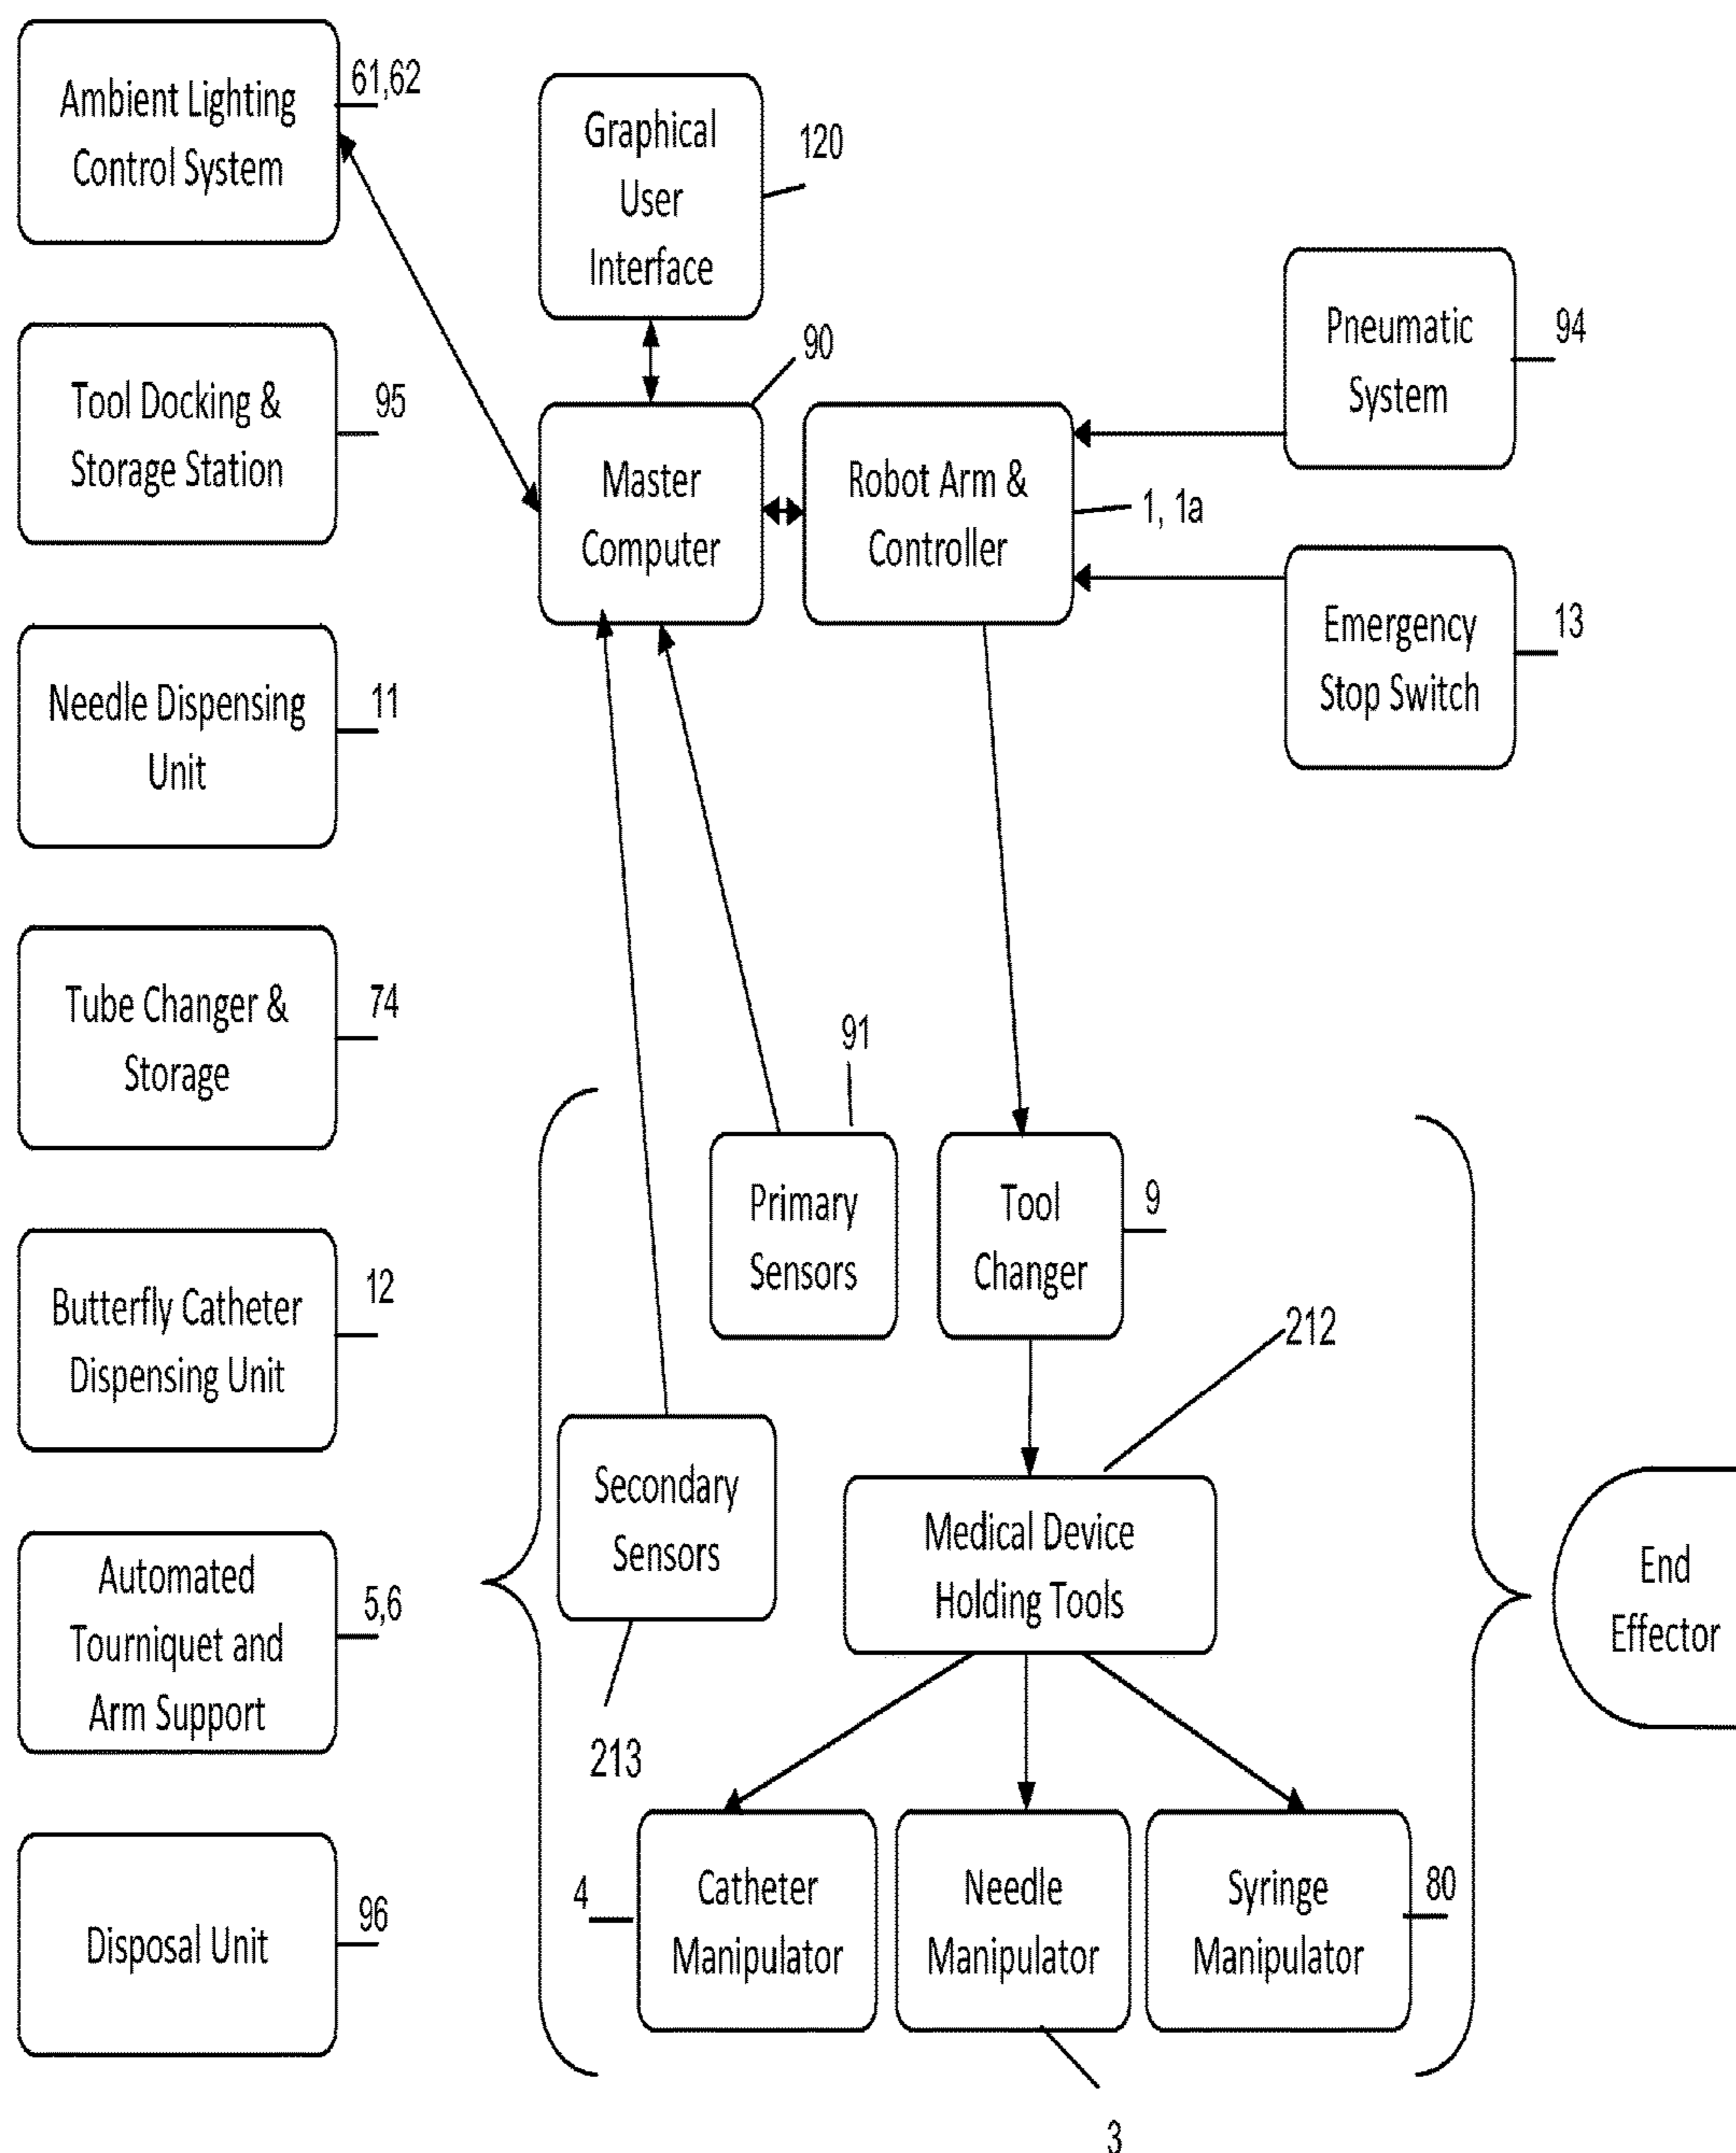 Ambient Lighting
Control System
61,62
Graphical
User
Interface
120
Pneumatic
System
94
Tool Docking &
Storage Station
95
90
Master
Computer
Robot Arm &
Controller
1, 1a
Emergency
Stop Switch
13
Needle Dispensing
Unit
11
Tube Changer &
Storage
74
91
Primary
Sensors
Tool
Changer
9
Butterfly Catheter
Dispensing Unit
12
212
Secondary
Sensors
213
Medical Device
Holding Tools
End
Effector
Automated
Tourniquet and
Arm Support
5,6
Disposal Unit
96
4
Catheter
Manipulator
Needle
Manipulator
3
Syringe
Manipulator
80